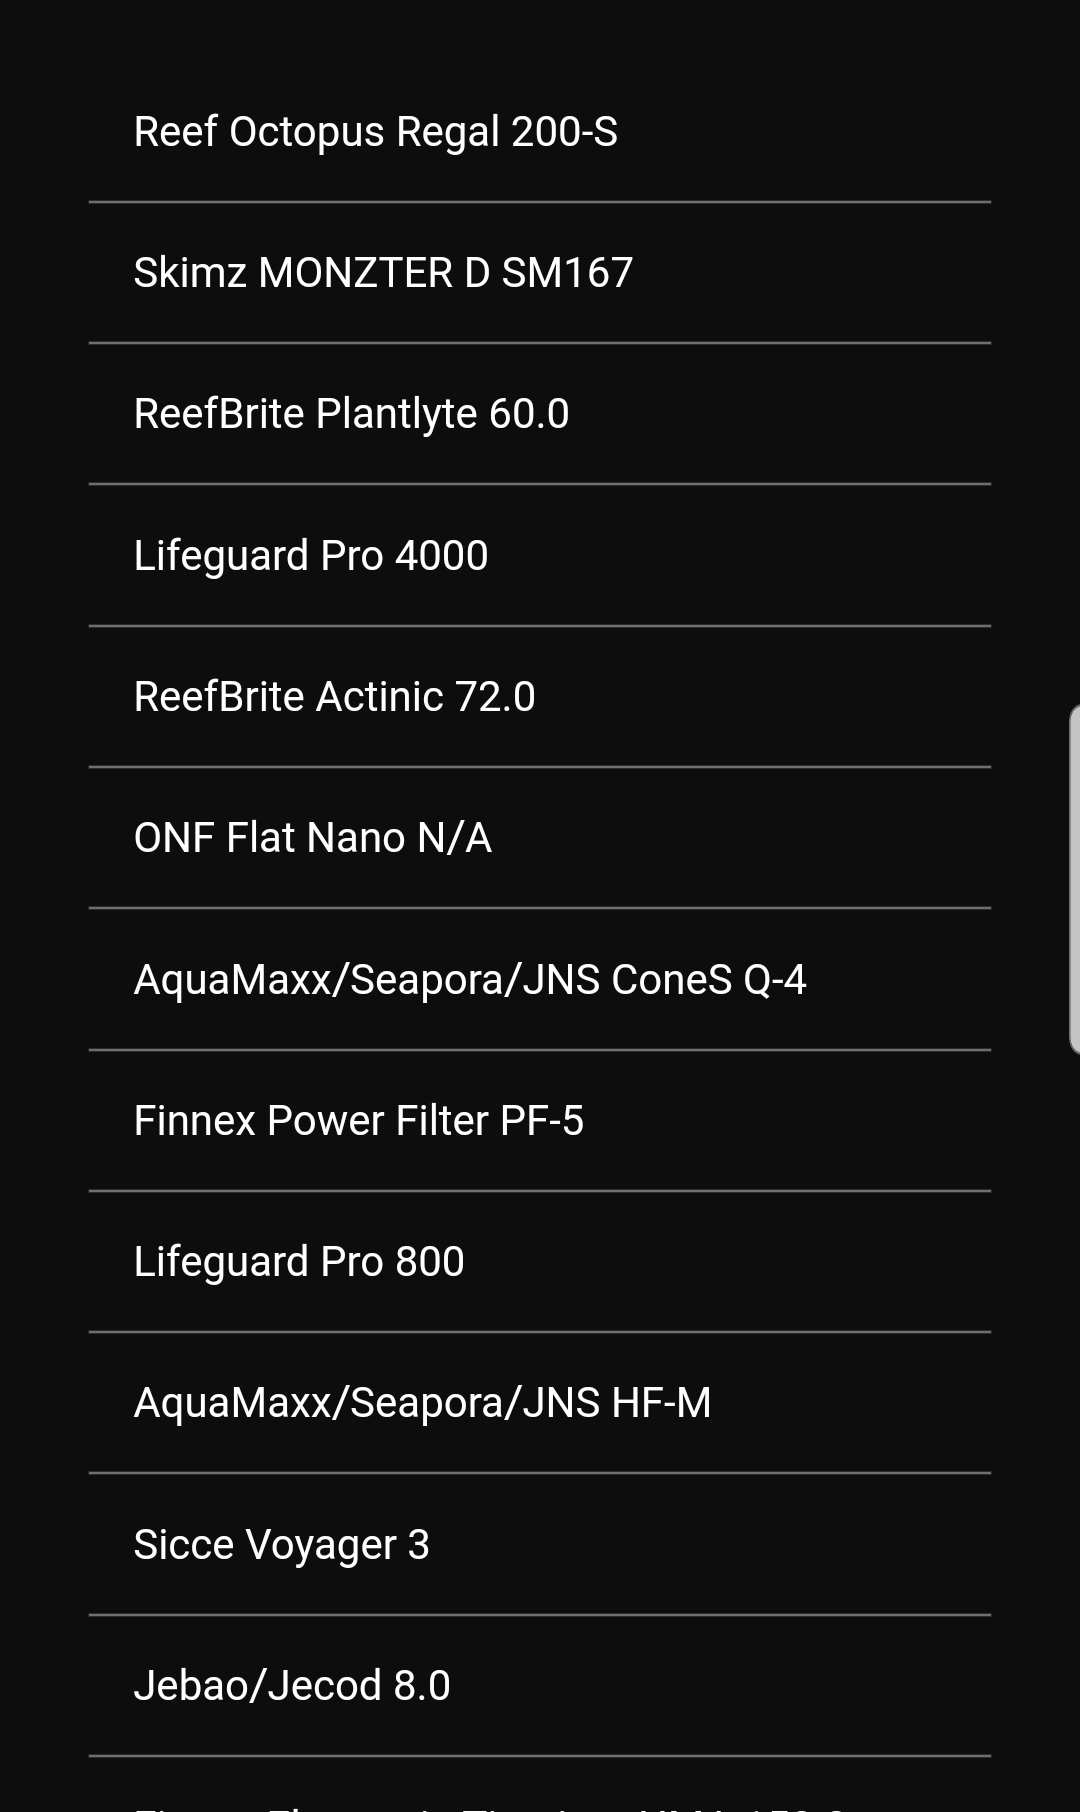 Reef Octopus Regal 200-S
Skimz MONZTER D SM167
ReefBrite Plantlyte 60.0
Lifeguard Pro 4000
ReefBrite Actinic 72.0
ONF Flat Nano N/A
AquaMaxx/Seapora/JNS ConeS Q-4
Finnex Power Filter PF-5
Lifeguard Pro 800
AquaMaxx/Seapora/JNS HF-M
Sicce Voyager 3
Jebao/Jecod 8.0